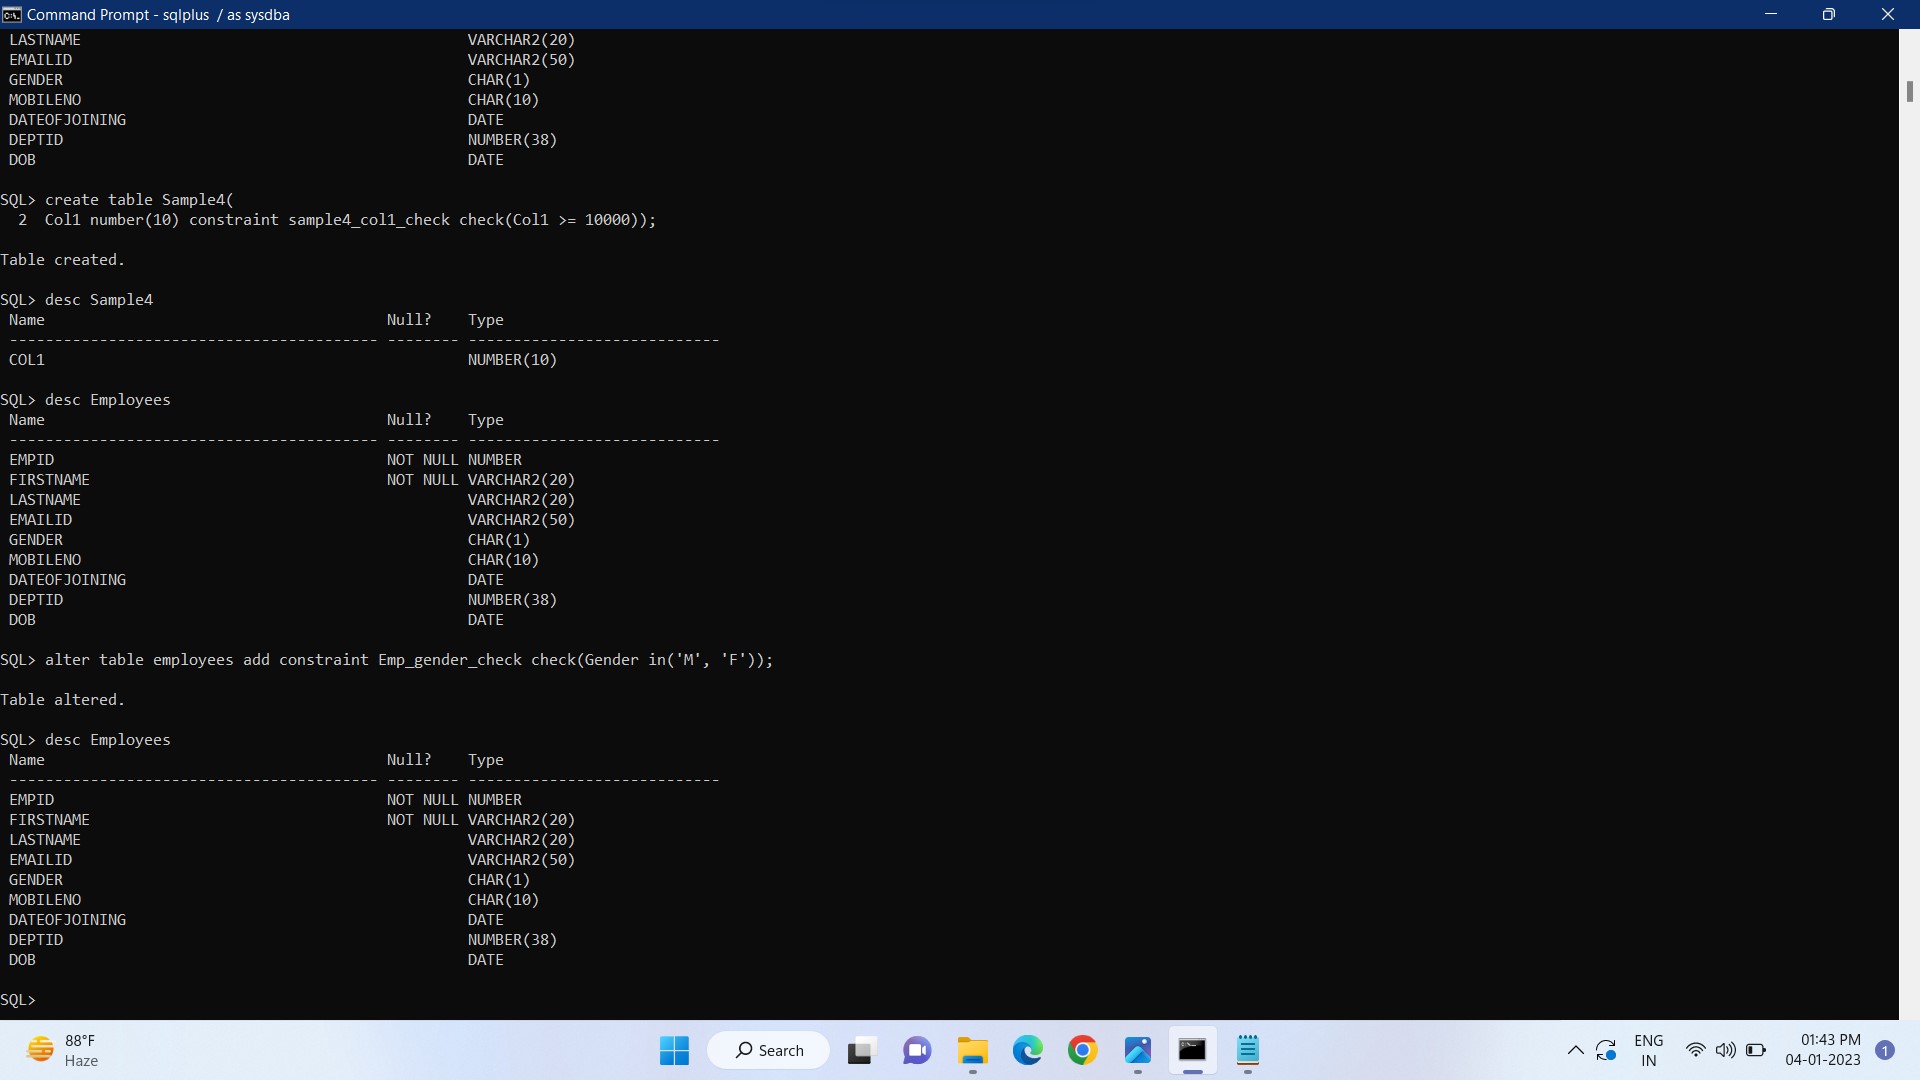 Command Prompt - sqlplus  / as sysdba
LASTNAME                                           VARCHAR2(20)
EMAILID                                            VARCHAR2(50)
GENDER                                             CHAR(1)
MOBILENO                                           CHAR(10)
DATEOFJOINING                                      DATE
DEPTID                                             NUMBER(38)
DOB                                                DATE
SQL> create table Sample4(
  2  Col1 number(10) constraint sample4_col1_check check(Col1 >= 10000));
Table created.
SQL> desc Sample4
 Name                                      Null?    Type
 ----------------------------------------- -------- ----------------------------
 COL1                                               NUMBER(10)
SQL> desc Employees
 Name                                      Null?    Type
 ----------------------------------------- -------- ----------------------------
 EMPID                                     NOT NULL NUMBER
 FIRSTNAME                                 NOT NULL VARCHAR2(20)
 LASTNAME                                           VARCHAR2(20)
 EMAILID                                            VARCHAR2(50)
 GENDER                                             CHAR(1)
 MOBILENO                                           CHAR(10)
 DATEOFJOINING                                      DATE
 DEPTID                                             NUMBER(38)
 DOB                                                DATE
SQL> alter table employees add constraint Emp_gender_check check(Gender in('M', 'F'));
Table altered.
SQL> desc Employees
 Name                                      Null?    Type
 ----------------------------------------- -------- ----------------------------
 EMPID                                     NOT NULL NUMBER
 FIRSTNAME                                 NOT NULL VARCHAR2(20)
 LASTNAME                                           VARCHAR2(20)
 EMAILID                                            VARCHAR2(50)
 GENDER                                             CHAR(1)
 MOBILENO                                           CHAR(10)
 DATEOFJOINING                                      DATE
 DEPTID                                             NUMBER(38)
 DOB                                                DATE
SQL>
88°F
Haze
Search
ENG
IN
01:43 PM
04-01-2023
1